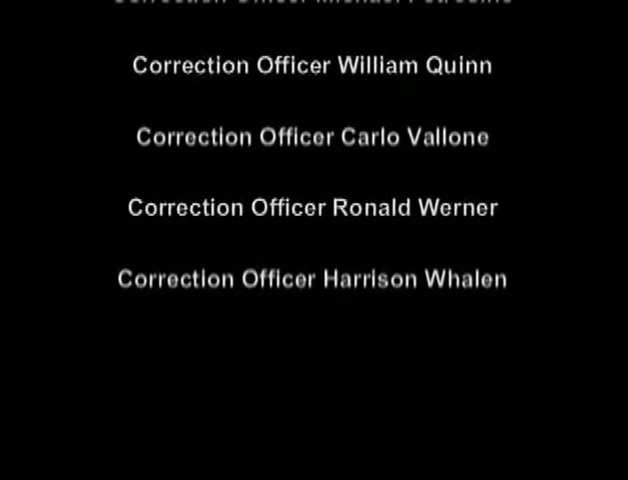 Correction Officer William Quinn
Correction Officer Carlo Vallone
Correction Officer Ronald Werner
Correction Officer Harrison Whalen